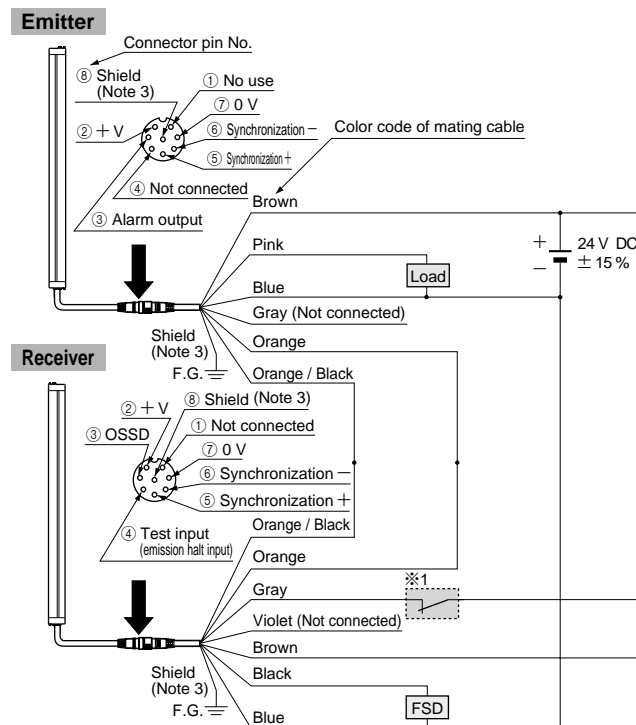 Emitter
Connector pin No.
⑧ Shield
(Note 3)
① No use
⑦ 0 V
② + V
⑥ Synchronization −
Color code of mating cable
⑤ Synchronization +
④ Not connected
③ Alarm output
Brown
Pink
+
24 V DC
−
± 15 %
Load
Blue
Gray (Not connected)
Shield
(Note 3)
Orange
F.G.
Orange / Black
Receiver
② + V
⑧ Shield (Note 3)
③ OSSD
① Not connected
⑦ 0 V
⑥ Synchronization −
⑤ Synchronization +
④ Test input
(emission halt input)
Orange / Black
Orange
※1
Gray
Violet (Not connected)
Brown
Shield
(Note 3)
Black
F.G.
FSD
Blue